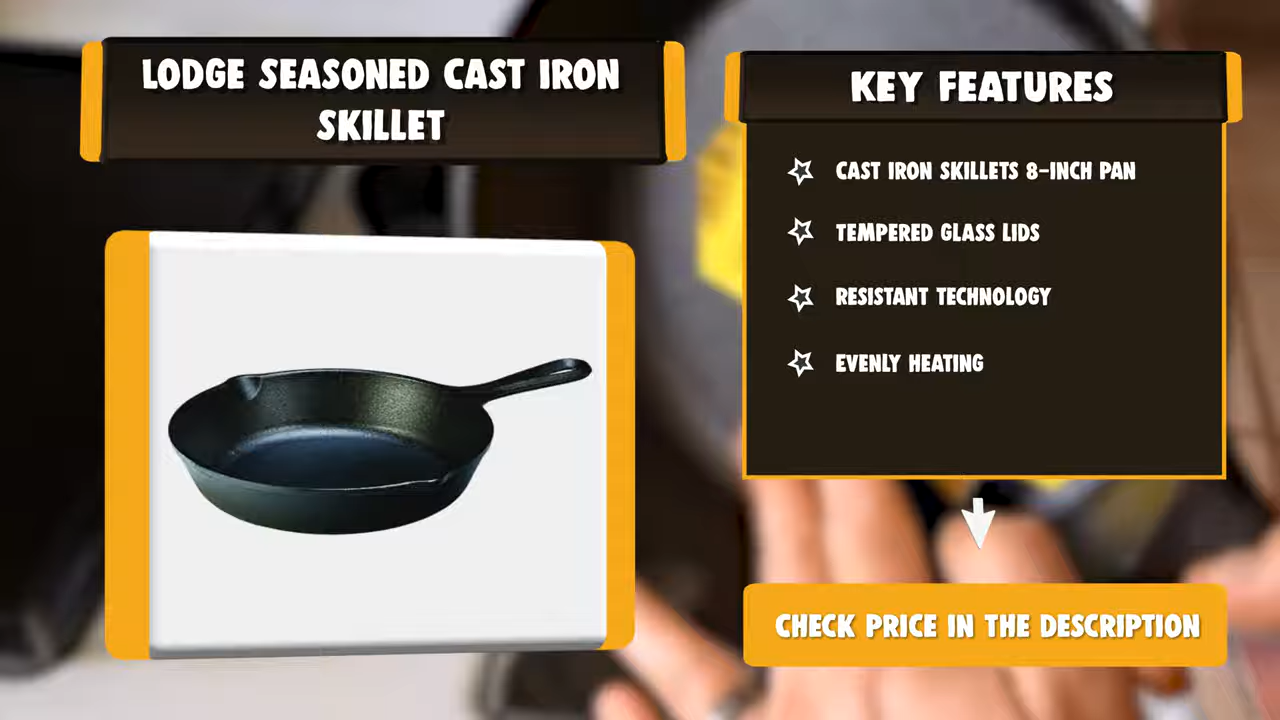 LODGE SEASONED CAST IRON
SKILLET
KEY FEATURES
CAST IRON SKILLETS 8-INCH PAN
TEMPERED GLASS LIDS
RESISTANT TECHNOLOGY
EVENLY HEATING
CHECK PRICE IN THE DESCRIPTION